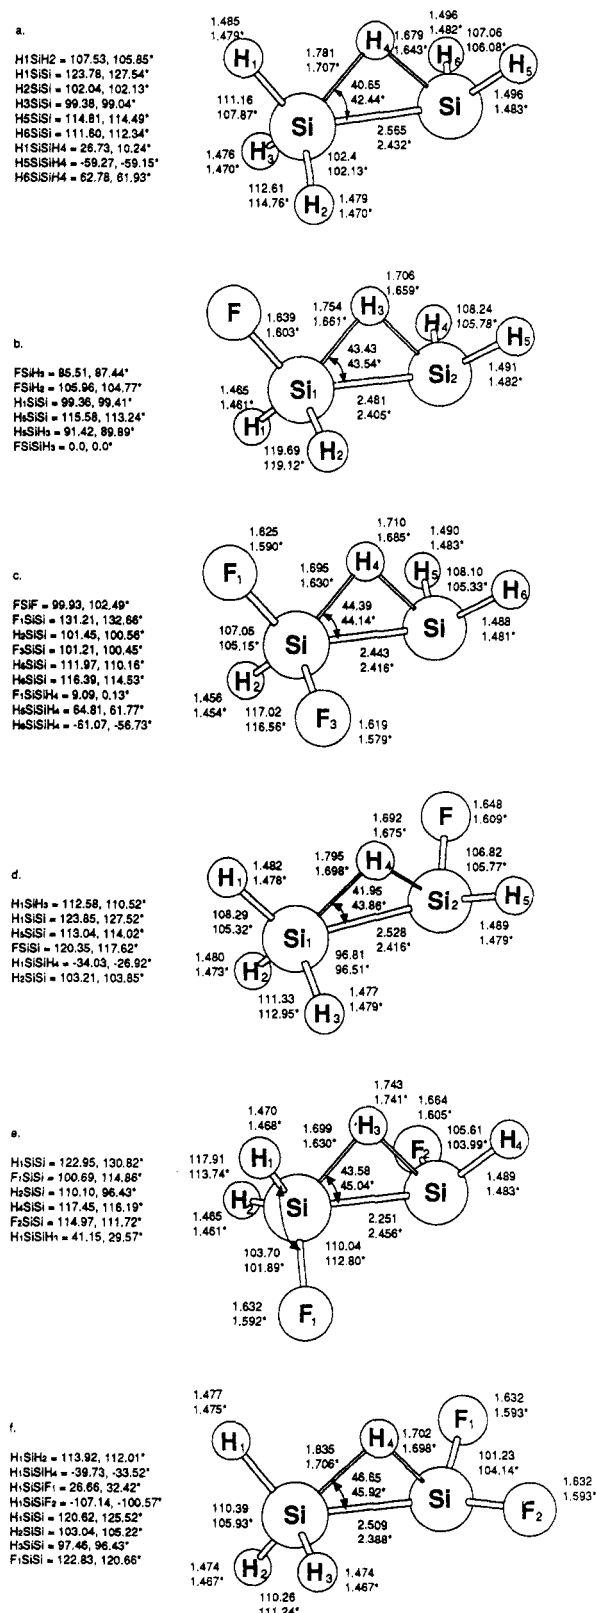 a.
H1SiH2 = 107.53, 105.85*
H1SiSi = 123.78, 127.54*
H2SiSi = 102.04, 102.13*
H3SiSi = 99.38, 99.04*
H5SiSi = 114.81, 114.49*
H6SiSi = 111.60, 112.34*
H1SiSiH4 = 26.73, 10.24*
H5SiSiH4 = -59.27, -59.15*
H6SiSiH4 = 62.78, 61.93*
1.485
1.479*
H1
1.781
1.707*
H4
1.679
1.643*
1.496
1.482*
H6
107.06
106.08*
H5
111.16
107.87*
Si
40.65
42.44*
Si
1.496
1.483*
2.565
2.432*
1.476
1.470*
H3
102.4
102.13*
112.61
114.76*
H2
1.479
1.470*
b.
FSiH3 = 85.51, 87.44*
FSiH2 = 105.96, 104.77*
H1SiSi = 99.36, 99.41*
H5SiSi = 115.58, 113.24*
H5SiH3 = 91.42, 89.89*
FSiSiH3 = 0.0, 0.0*
F
1.639
1.603*
1.754
1.661*
H3
1.706
1.659*
H4
108.24
105.78*
H5
43.43
43.54*
Si1
Si2
1.491
1.482*
2.481
2.405*
1.465
1.461*
H1
119.69
119.12*
H2
c.
FSiF = 99.93, 102.49*
F1SiSi = 131.21, 132.66*
H2SiSi = 101.45, 100.56*
F3SiSi = 101.21, 100.45*
H6SiSi = 111.97, 110.16*
H6SiSi = 116.39, 114.53*
F1SiSiH4 = 9.09, 0.13*
H5SiSiH4 = 64.81, 61.77*
H6SiSiH4 = -61.07, -56.73*
1.625
1.590*
F1
1.695
1.630*
H4
1.710
1.685*
1.490
1.483*
H5
108.10
105.33*
H6
107.05
105.15*
Si
44.39
44.14*
Si
1.488
1.481*
2.443
2.416*
1.456
1.454*
H2
117.02
116.56*
F3
1.619
1.579*
d.
H1SiH3 = 112.58, 110.52*
H1SiSi = 123.85, 127.52*
H5SiSi = 113.04, 114.02*
FSiSi = 120.35, 117.62*
H1SiSiH4 = -34.03, -26.92*
H2SiSi = 103.21, 103.85*
H1
1.482
1.478*
1.795
1.698*
H4
1.692
1.675*
F
1.648
1.609*
106.82
105.77*
Si2
H5
1.489
1.479*
108.29
105.32*
Si1
41.95
43.86*
2.528
2.416*
1.480
1.473*
H2
96.81
96.51*
111.33
112.95*
H3
1.477
1.479*
e.
H1SiSi = 122.95, 130.82*
F1SiSi = 100.69, 114.86*
H2SiSi = 110.10, 96.43*
H4SiSi = 117.45, 116.19*
F2SiSi = 114.97, 111.72*
H1SiSiH3 = 41.15, 29.57*
1.470
1.468*
117.91
113.74*
H1
1.699
1.630*
H3
1.743
1.741*
1.664
1.605*
F2
105.61
103.99*
H4
1.489
1.483*
H2
Si
43.58
45.04*
Si
1.465
1.461*
2.251
2.456*
103.70
101.89*
110.04
112.80*
1.632
1.592*
F1
f.
H1SiH2 = 113.92, 112.01*
H1SiSiH4 = -39.73, -33.52*
H1SiSiF1 = 26.66, 32.42*
H1SiSiF2 = -107.14, -100.57*
H1SiSi = 120.62, 125.52*
H2SiSi = 103.04, 105.22*
H3SiSi = 97.46, 96.43*
F1SiSi = 122.83, 120.66*
1.477
1.475*
H1
1.835
1.706*
H4
1.702
1.698*
F1
1.632
1.593*
101.23
104.14*
1.632
1.593*
110.39
105.93*
Si
46.65
45.92*
Si
F2
2.509
2.388*
1.474
1.467*
H2
H3
1.474
1.467*
110.26
111.24*